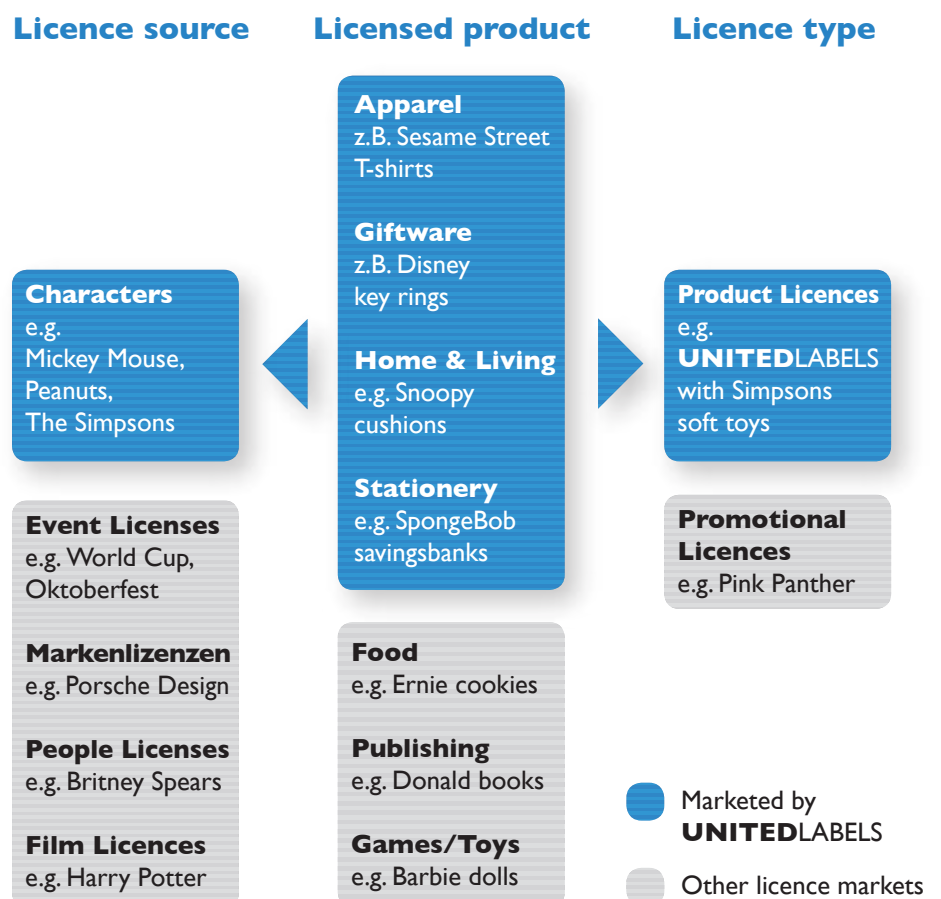 Licence source
Licensed product
Licence type
Apparel
z.B. Sesame Street
T-shirts
Giftware
z.B. Disney
key rings
Home & Living
e.g. Snoopy
cushions
Stationery
e.g. SpongeBob
savingsbanks
Characters
e.g.
Mickey Mouse,
Peanuts,
The Simpsons
Product Licences
e.g.
UNITEDLABELS
with Simpsons
soft toys
Event Licenses
e.g. World Cup,
Oktoberfest
Markenlizenzen
e.g. Porsche Design
People Licenses
e.g. Britney Spears
Film Licences
e.g. Harry Potter
Food
e.g. Ernie cookies
Publishing
e.g. Donald books
Games/Toys
e.g. Barbie dolls
Promotional
Licences
e.g. Pink Panther
Marketed by
UNITEDLABELS
Other licence markets